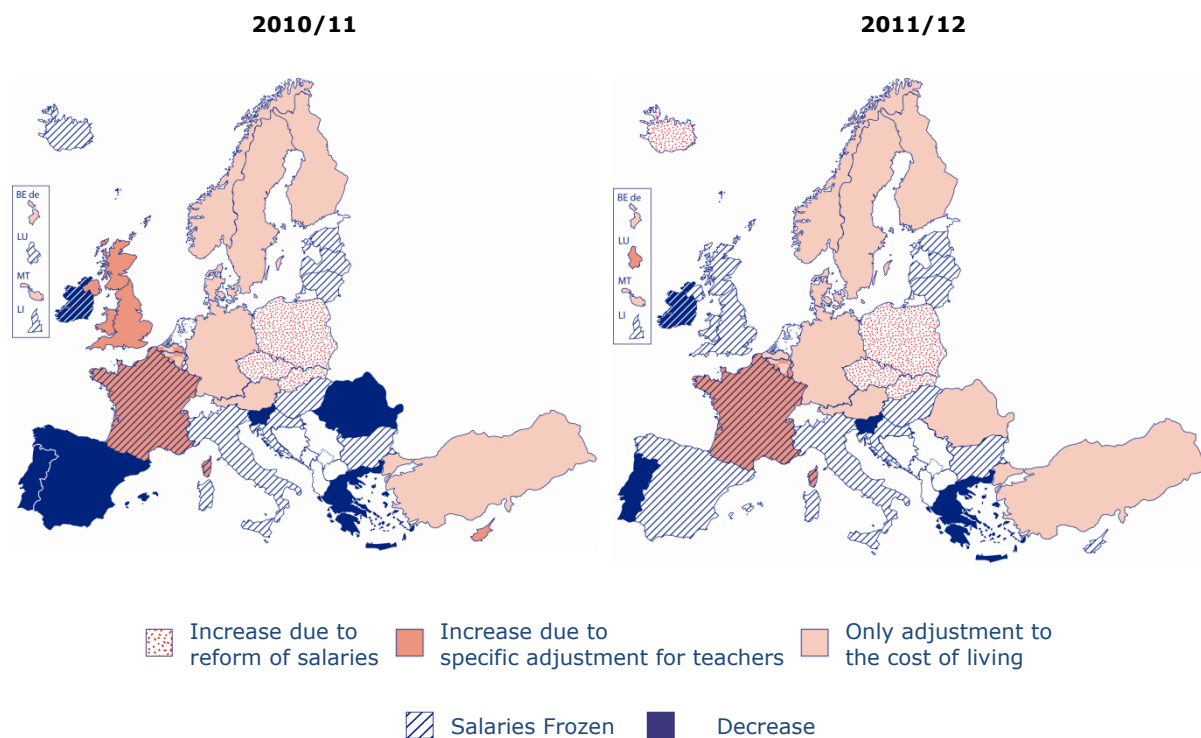 2010/11
2011/12
BE de
LU
MT
LI
BE de
LU
MT
LI
Increase due to
reform of salaries
Increase due to
specific adjustment for teachers
Only adjustment to
the cost of living
Salaries Frozen
Decrease